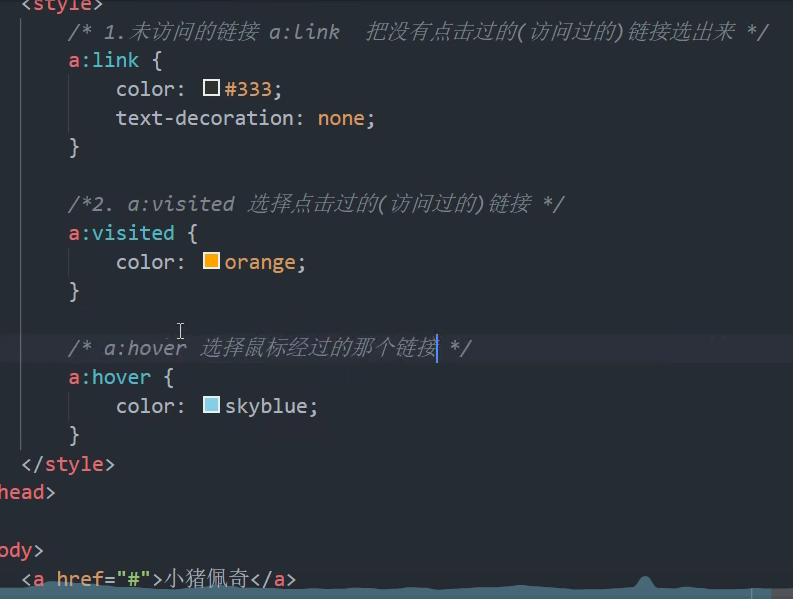 <style>
/* 1.未访问的链接 a:link  把没有点击过的(访问过的)链接选出来 */
a:link {
color: #333;
text-decoration: none;
}
/*2. a:visited 选择点击过的(访问过的)链接 */
a:visited {
color: orange;
}
/* a:hover 选择鼠标经过的那个链接 */
a:hover {
color: skyblue;
}
</style>
head>
ody>
<a href="#">小猪佩奇</a>